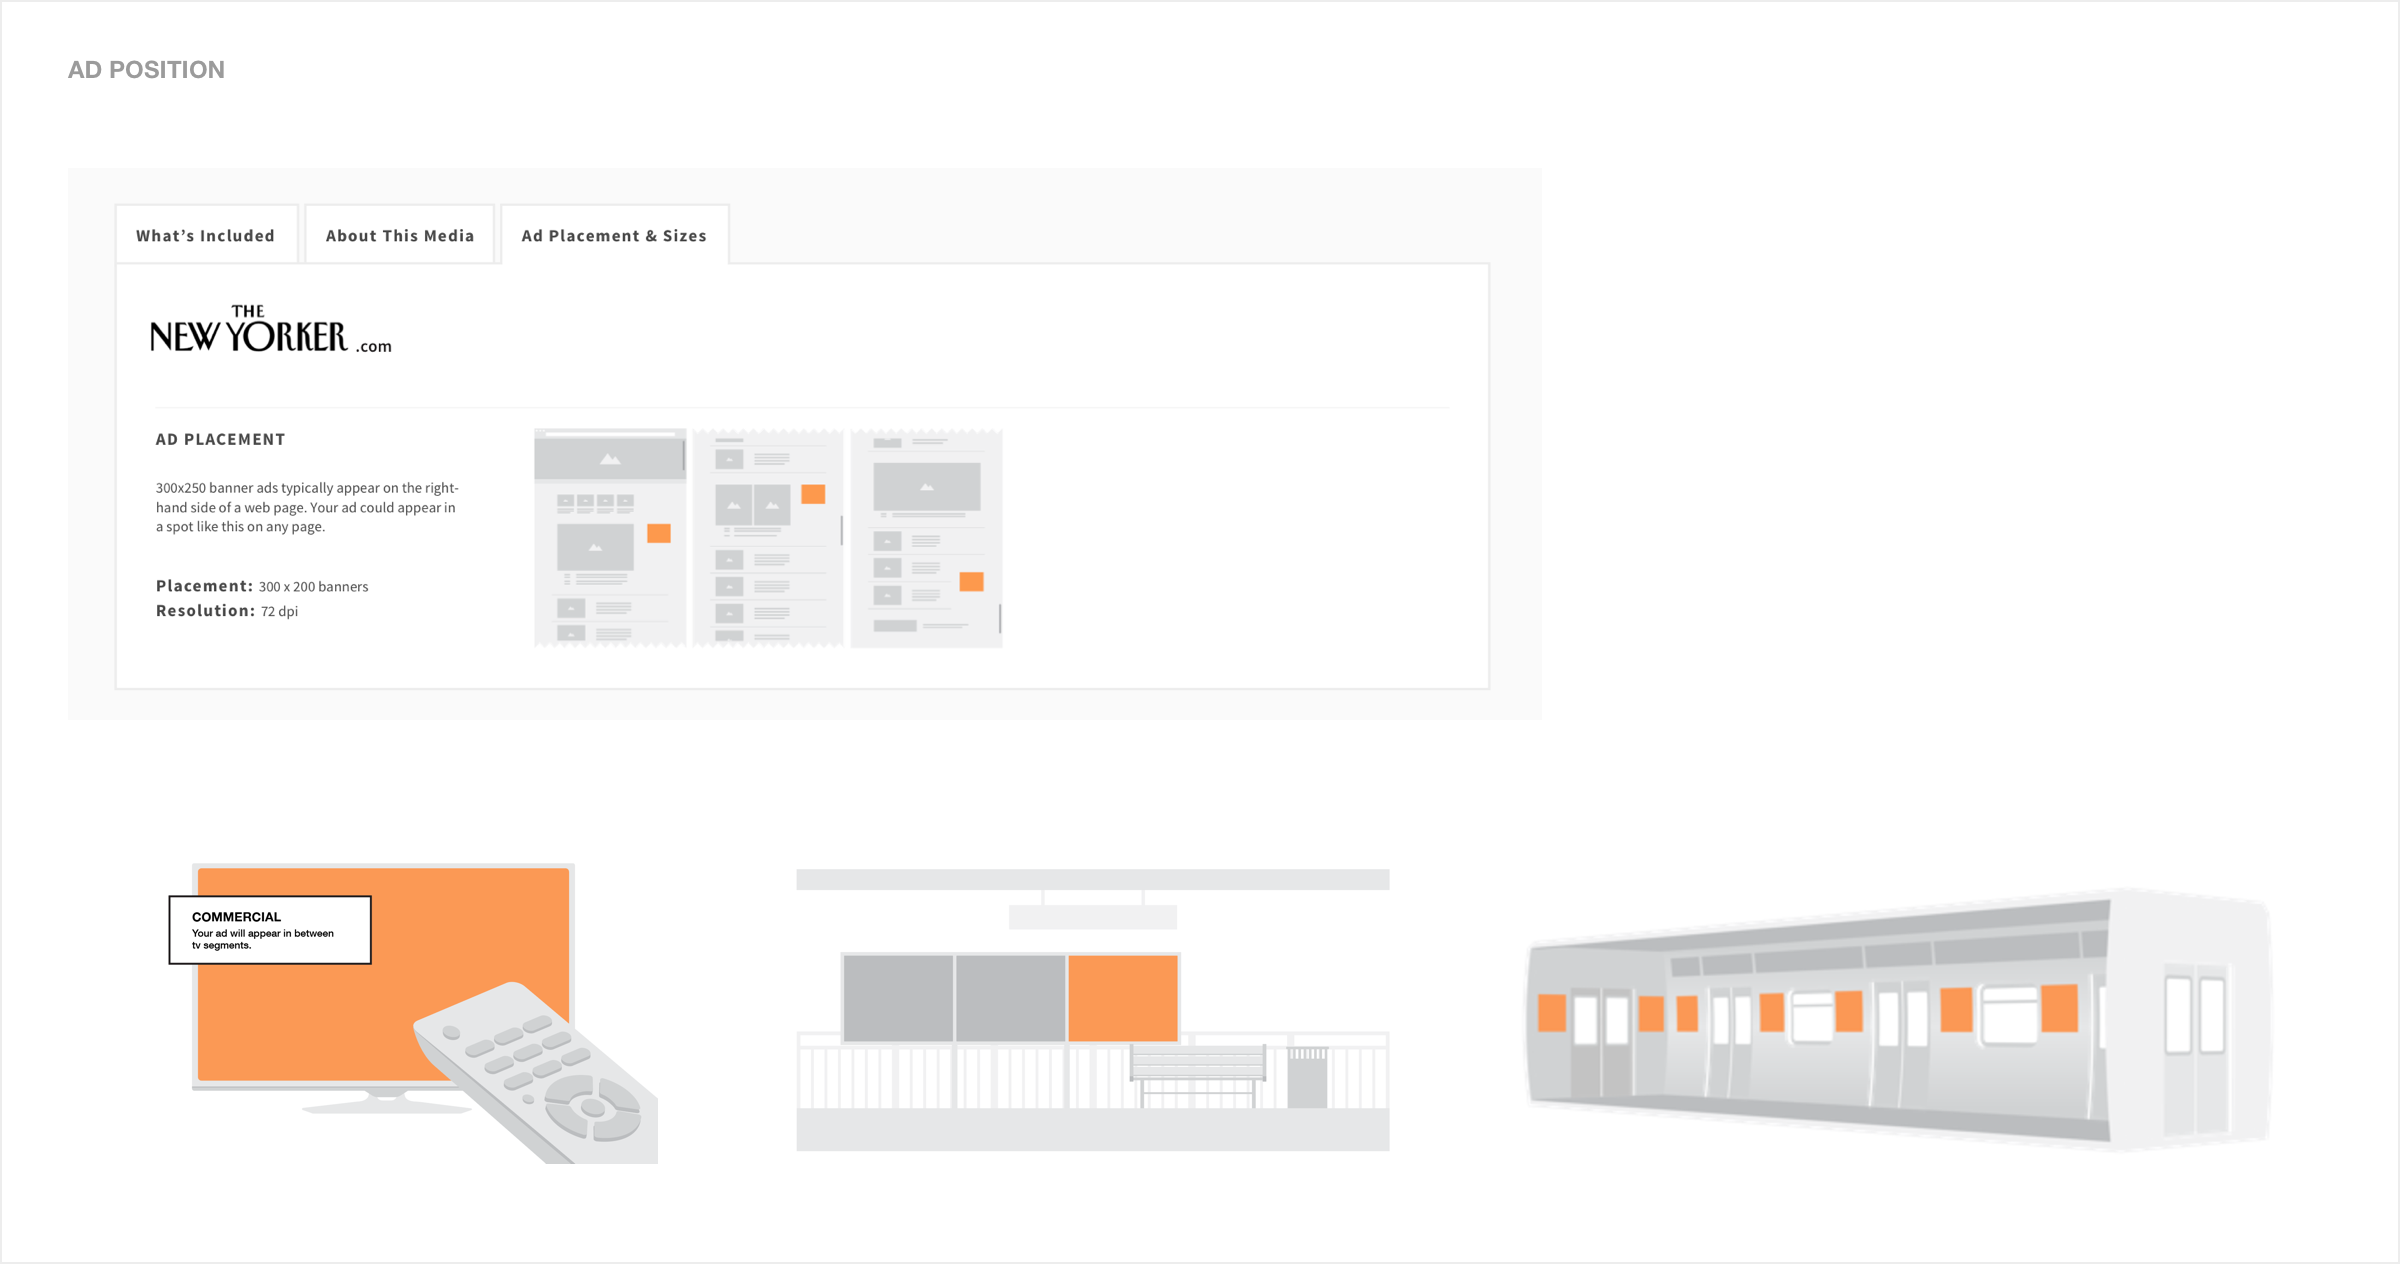 AD POSITION
What’s Included
About This Media
Ad Placement & Sizes
THE
NEW YORKER .com
AD PLACEMENT
300x250 banner ads typically appear on the right-
hand side of a web page. Your ad could appear in
a spot like this on any page.
Placement: 300 x 200 banners
Resolution: 72 dpi
COMMERCIAL
Your ad will appear in between
tv segments.